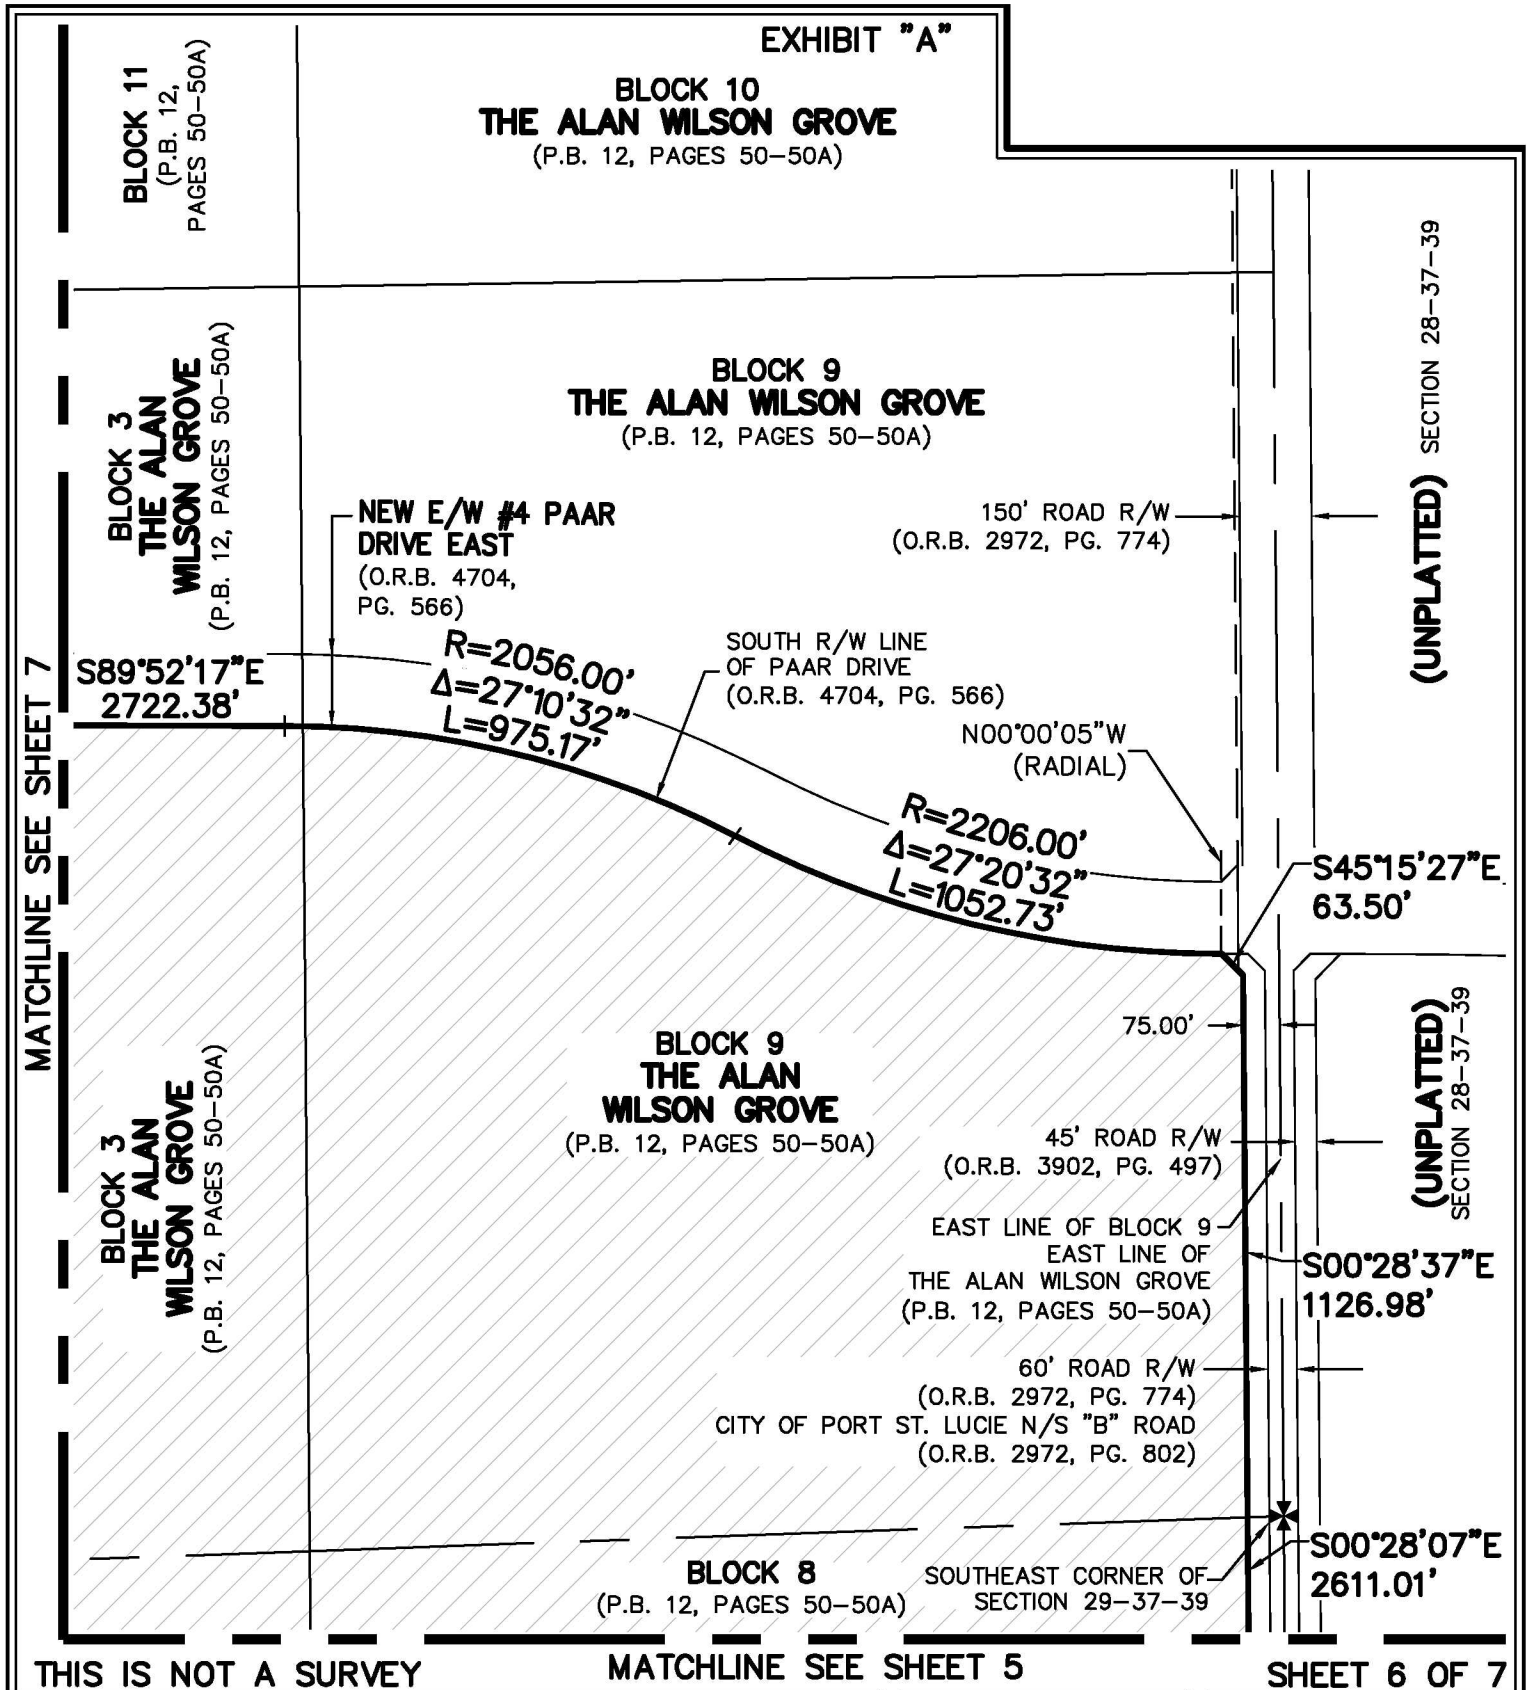 EXHIBIT "A"
BLOCK 11
(P.B. 12,
PAGES 50-50A)
BLOCK 10
THE ALAN WILSON GROVE
(P.B. 12, PAGES 50-50A)
SECTION 28-37-39
(UNPLATTED)
BLOCK 3
THE ALAN
WILSON GROVE
(P.B. 12, PAGES 50-50A)
BLOCK 9
THE ALAN WILSON GROVE
(P.B. 12, PAGES 50-50A)
NEW E/W #4 PAAR
DRIVE EAST
(O.R.B. 4704,
PG. 566)
150' ROAD R/W
(O.R.B. 2972, PG. 774)
S89°52'17"E
2722.38'
R=2056.00'
Δ=27°10'32"
L=975.17'
SOUTH R/W LINE
OF PAAR DRIVE
(O.R.B. 4704, PG. 566)
N00°00'05"W
(RADIAL)
R=2206.00'
Δ=27°20'32"
L=1052.73'
S45°15'27"E
63.50'
MATCHLINE SEE SHEET 7
75.00'
(UNPLATTED)
SECTION 28-37-39
BLOCK 3
THE ALAN
WILSON GROVE
(P.B. 12, PAGES 50-50A)
BLOCK 9
THE ALAN
WILSON GROVE
(P.B. 12, PAGES 50-50A)
45' ROAD R/W
(O.R.B. 3902, PG. 497)
EAST LINE OF BLOCK 9
EAST LINE OF
THE ALAN WILSON GROVE
(P.B. 12, PAGES 50-50A)
S00°28'37"E
1126.98'
60' ROAD R/W
(O.R.B. 2972, PG. 774)
CITY OF PORT ST. LUCIE N/S "B" ROAD
(O.R.B. 2972, PG. 802)
BLOCK 8
(P.B. 12, PAGES 50-50A)
SOUTHEAST CORNER OF
SECTION 29-37-39
S00°28'07"E
2611.01'
THIS IS NOT A SURVEY
MATCHLINE SEE SHEET 5
SHEET 6 OF 7